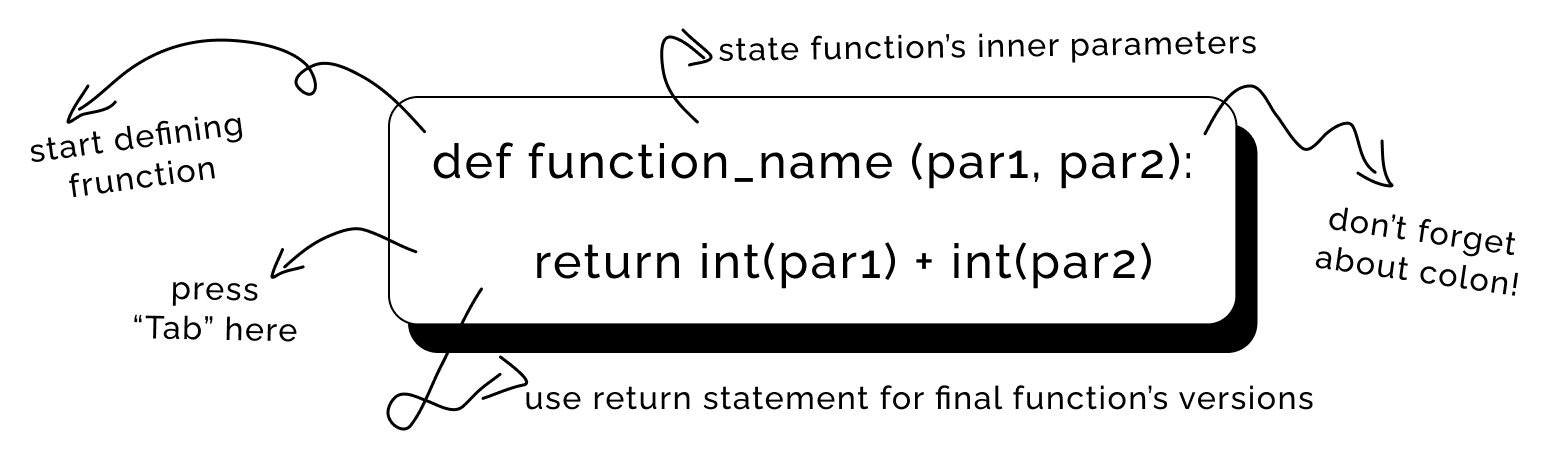 state function's inner parameters
start defining
frunction
def function_name (par1, par2):
don't forget
about colon!
return int(par1) + int(par2)
press
“Tab” here
use return statement for final function's versions